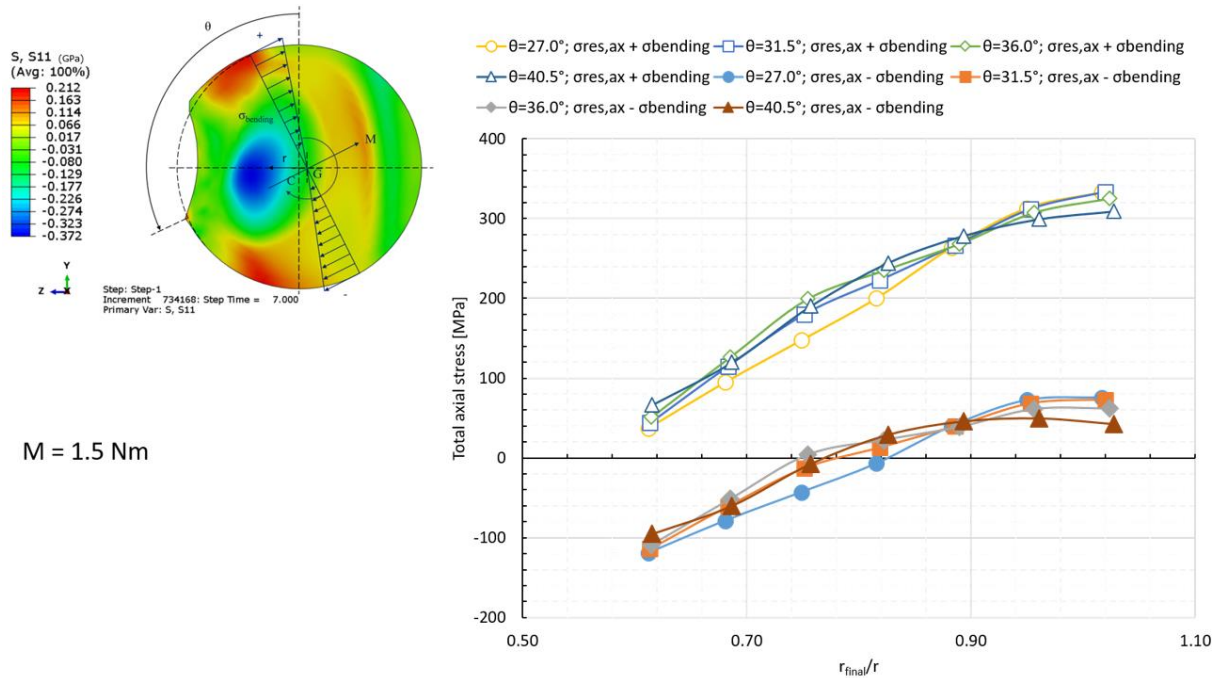 S, S11 (GPa)
(Avg: 100%)
0.212
0.163
0.114
0.066
0.017
-0.031
-0.080
-0.129
-0.177
-0.226
-0.274
-0.323
-0.372
θ
+
σbending
M
r
G
C
-
Y
Z
X
Step: Step-1
Increment 734168: Step Time = 7.000
Primary Var: S, S11
M = 1.5 Nm
θ=27.0°; σres,ax + σbending θ=31.5°; σres,ax + σbending θ=36.0°; σres,ax + σbending
θ=40.5°; σres,ax + σbending θ=27.0°; σres,ax - σbending θ=31.5°; σres,ax - σbending
θ=36.0°; σres,ax - σbending θ=40.5°; σres,ax - σbending
Total axial stress [MPa]
400
300
200
100
0
-100
-200
0.50 0.70 0.90 1.10
rfinal/r